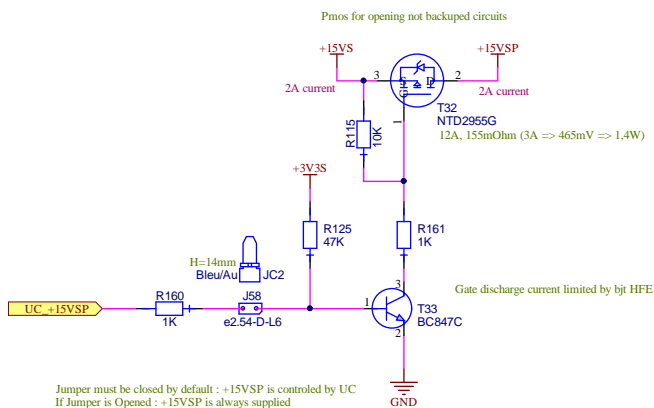 Pmos for opening not backuped circuits
+15VS
+15VSP
3
S
D
G
2
2A current
2A current
T32
NTD2955G
1
12A, 155mOhm (3A => 465mV => 1,4W)
R115
10K
+3V3S
R125
47K
R161
1K
H=14mm
Bleu/Au
JC2
3
Gate discharge current limited by bjt HFE
UC_+15VSP
R160
1K
J58
e2.54-D-L6
1
T33
BC847C
2
Jumper must be closed by default : +15VSP is controled by UC
If Jumper is Opened : +15VSP is always supplied
GND